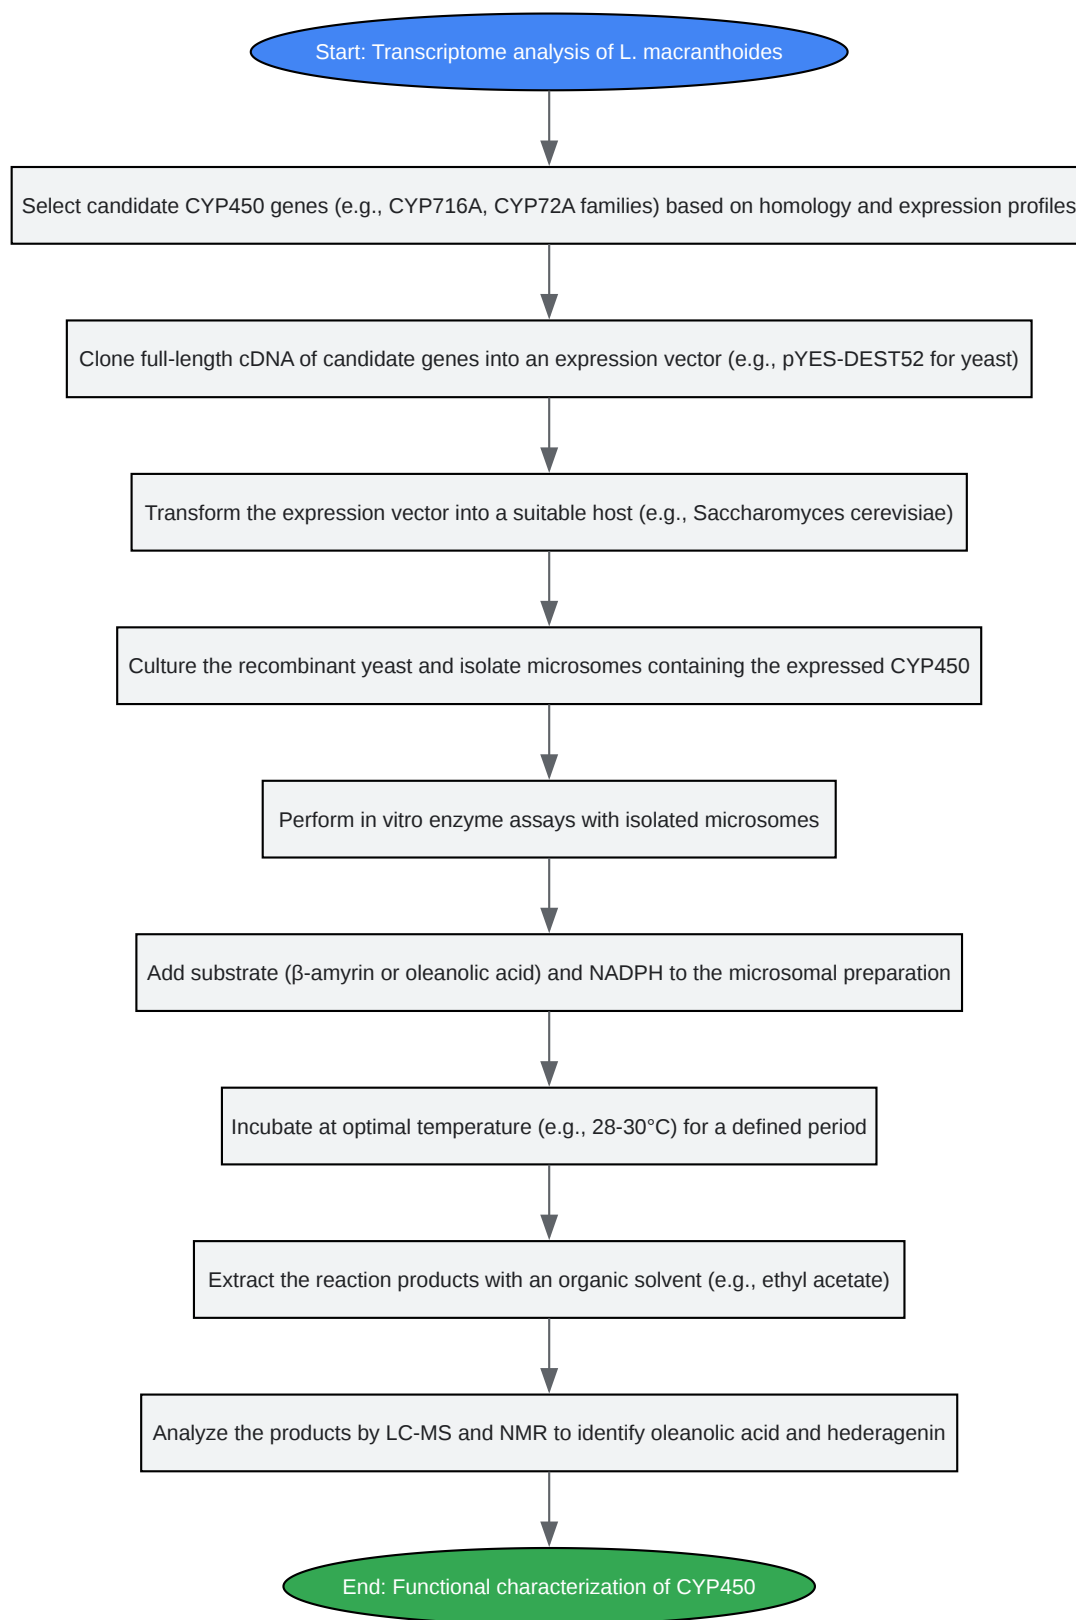 Start: Transcriptome analysis of L. macranthoides
Select candidate CYP450 genes (e.g., CYP716A, CYP72A families) based on homology and expression profiles
Clone full-length cDNA of candidate genes into an expression vector (e.g., pYES-DEST52 for yeast)
Transform the expression vector into a suitable host (e.g., Saccharomyces cerevisiae)
Culture the recombinant yeast and isolate microsomes containing the expressed CYP450
Perform in vitro enzyme assays with isolated microsomes
Add substrate (β-amyrin or oleanolic acid) and NADPH to the microsomal preparation
Incubate at optimal temperature (e.g., 28-30°C) for a defined period
Extract the reaction products with an organic solvent (e.g., ethyl acetate)
Analyze the products by LC-MS and NMR to identify oleanolic acid and hederagenin
End: Functional characterization of CYP450